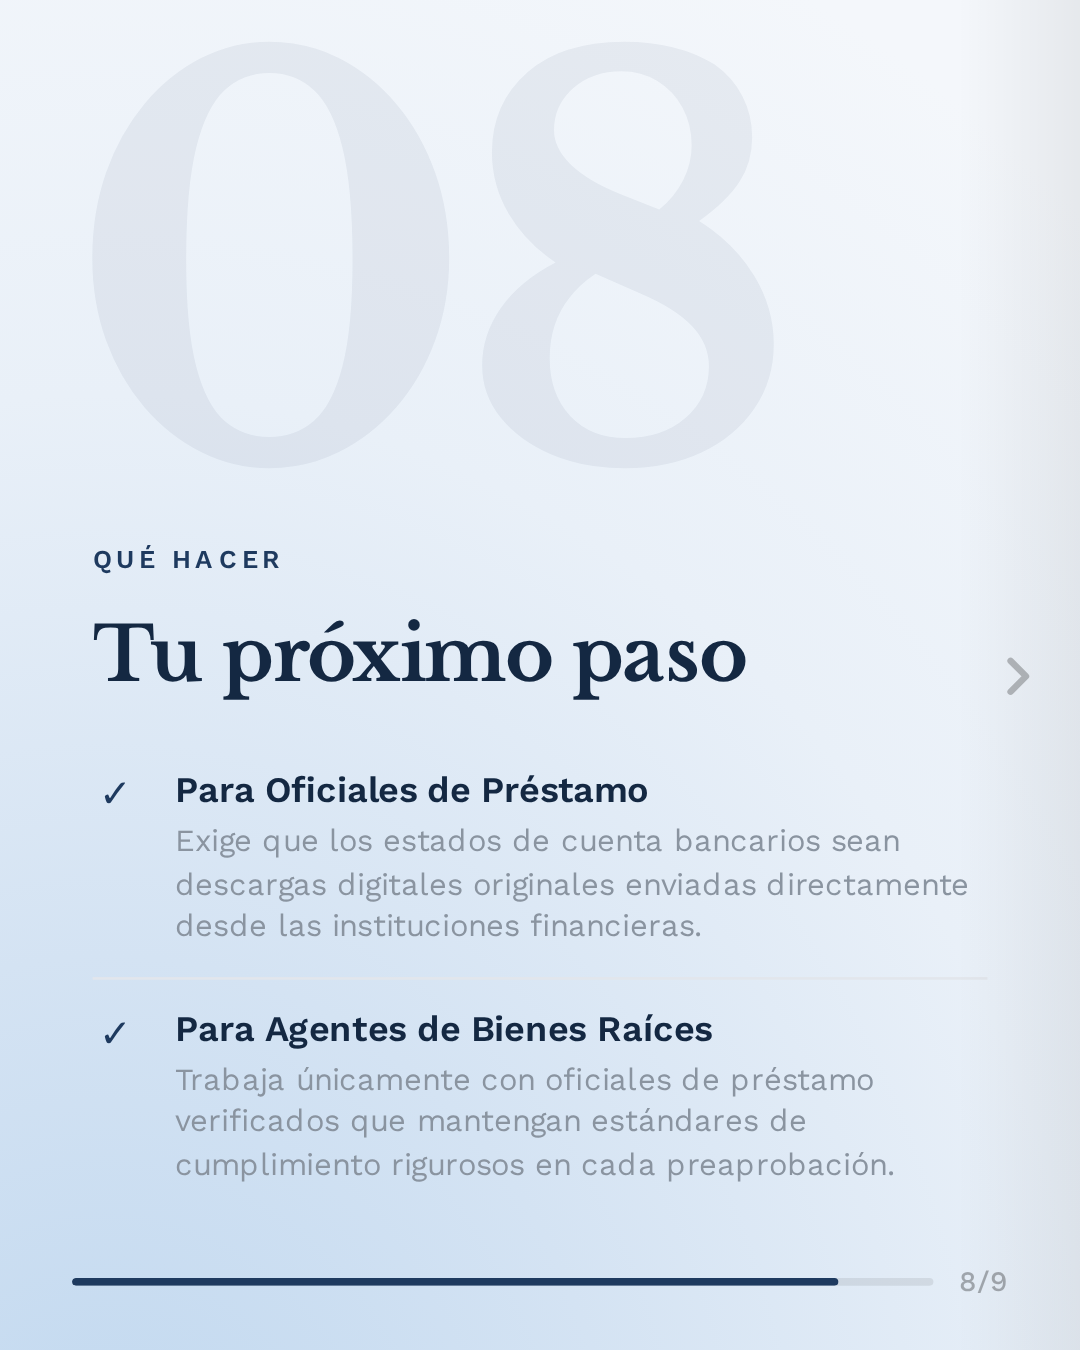 08
QUÉ HACER
Tu próximo paso
✓ Para Oficiales de Préstamo
Exige que los estados de cuenta bancarios sean
descargas digitales originales enviadas directamente
desde las instituciones financieras.
✓ Para Agentes de Bienes Raíces
Trabaja únicamente con oficiales de préstamo
verificados que mantengan estándares de
cumplimiento rigurosos en cada preaprobación.
8/9